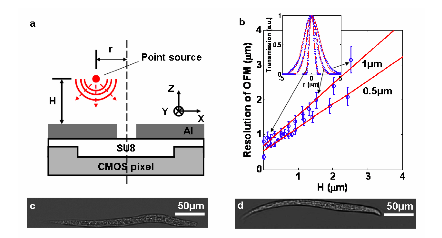 a
r
Point source
H
Z
Y
X
Al
SU8
CMOS pixel
b
Resolution of OFM (μm)
4
3
2
1
0
Transmission (a.u.)
r (μm)
0
1μm
0.5μm
0
1
2
3
4
H (μm)
c
50μm
d
50μm